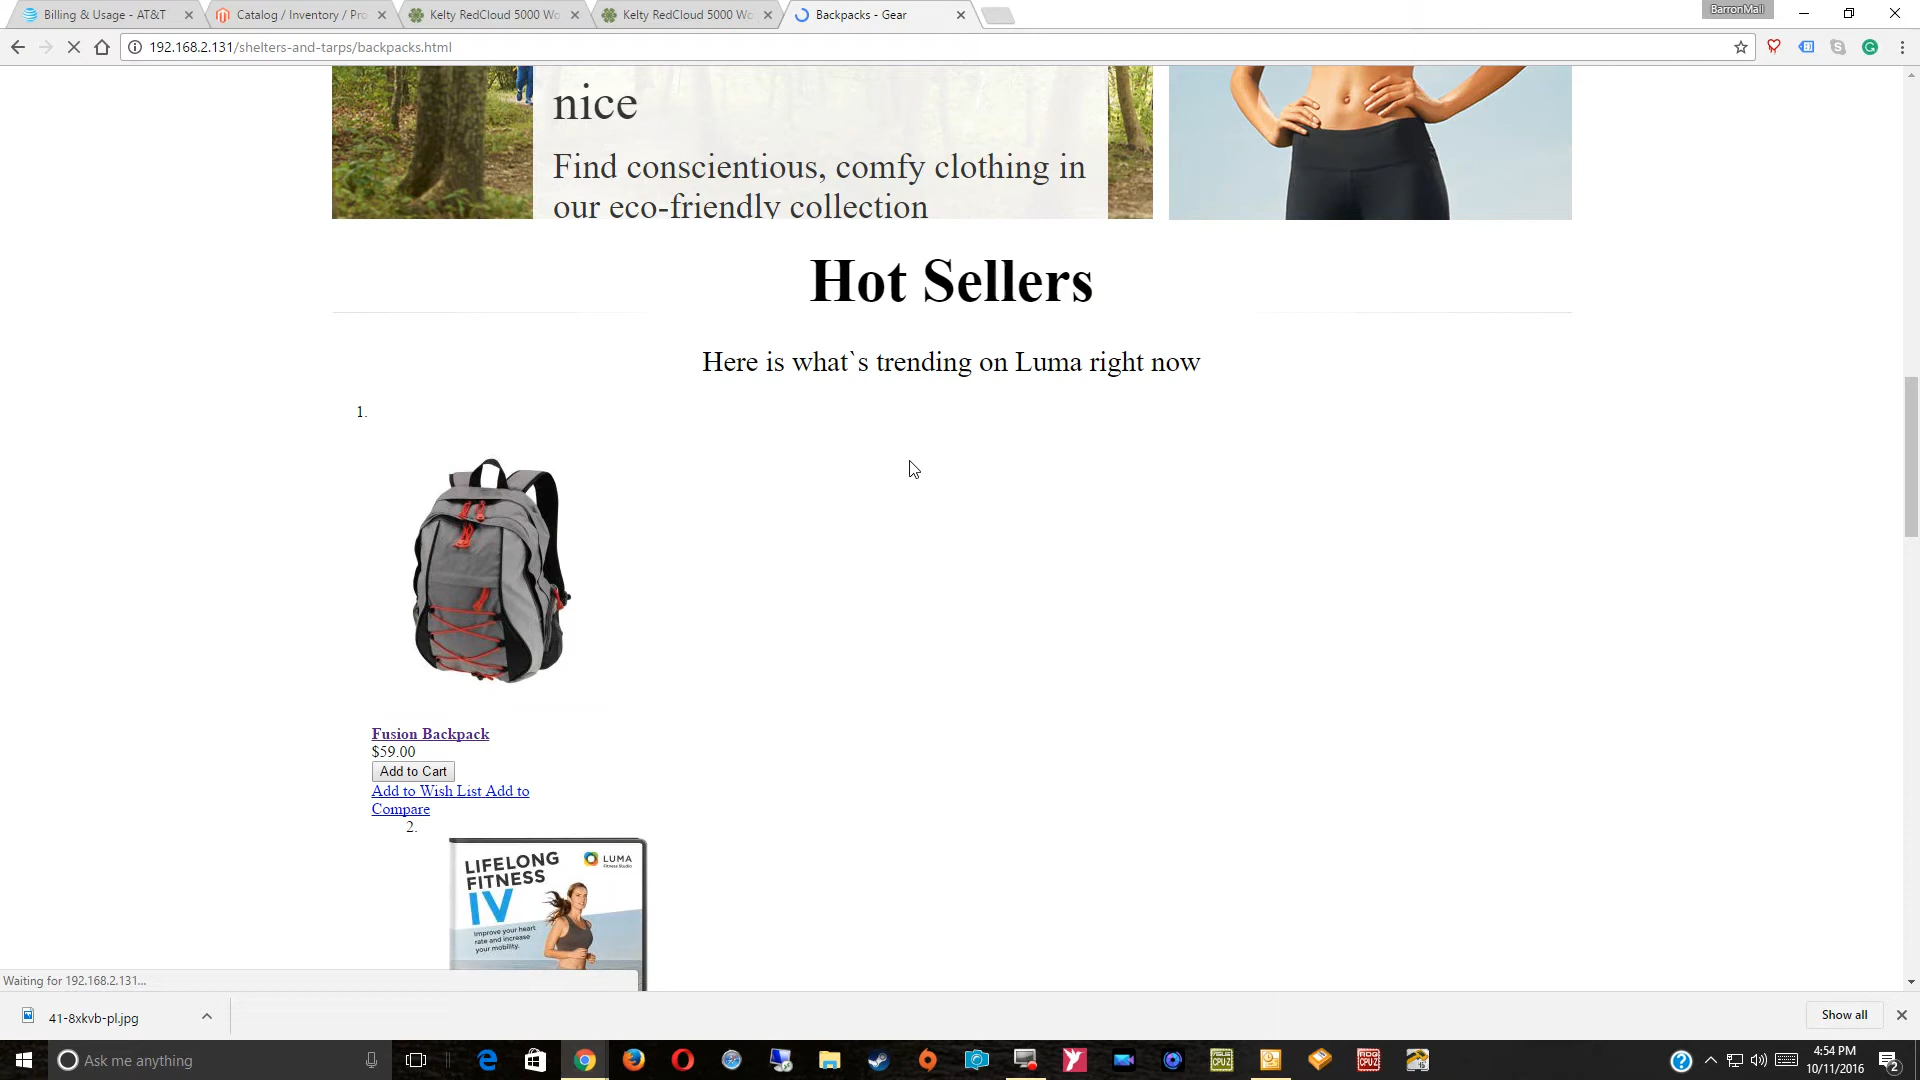 Billing & Usage - AT&T
Catalog / Inventory / Pro
Kelty RedCloud 5000 Wo
Kelty RedCloud 5000 Wo
Backpacks - Gear
BarronMall
192.168.2.131/shelters-and-tarps/backpacks.html
nice
Find conscientious, comfy clothing in
our eco-friendly collection
Hot Sellers
Here is what`s trending on Luma right now
1.
Fusion Backpack
$59.00
Add to Cart
Add to Wish List Add to
Compare
2.
LIFELONG
FITNESS
IV
LUMA
Fitness Studio
Improve your heart
rate and increase
your mobility.
Waiting for 192.168.2.131...
41-8xkvb-pl.jpg
Show all
Ask me anything
4:54 PM
10/11/2016
2